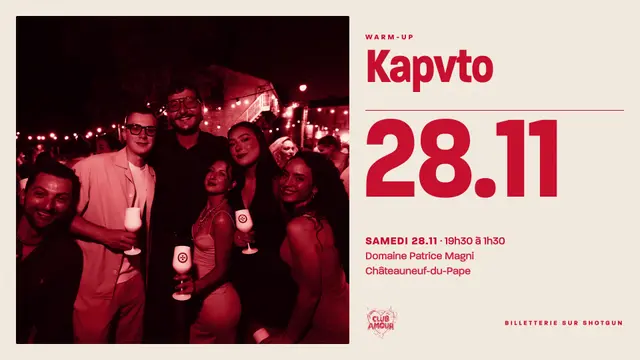 WARM-UP
Kapvto
28.11
SAMEDI 28.11 · 19h30 à 1h30
Domaine Patrice Magni
Châteauneuf-du-Pape
CLUB
AMOUR
BILLETTERIE SUR SHOTGUN